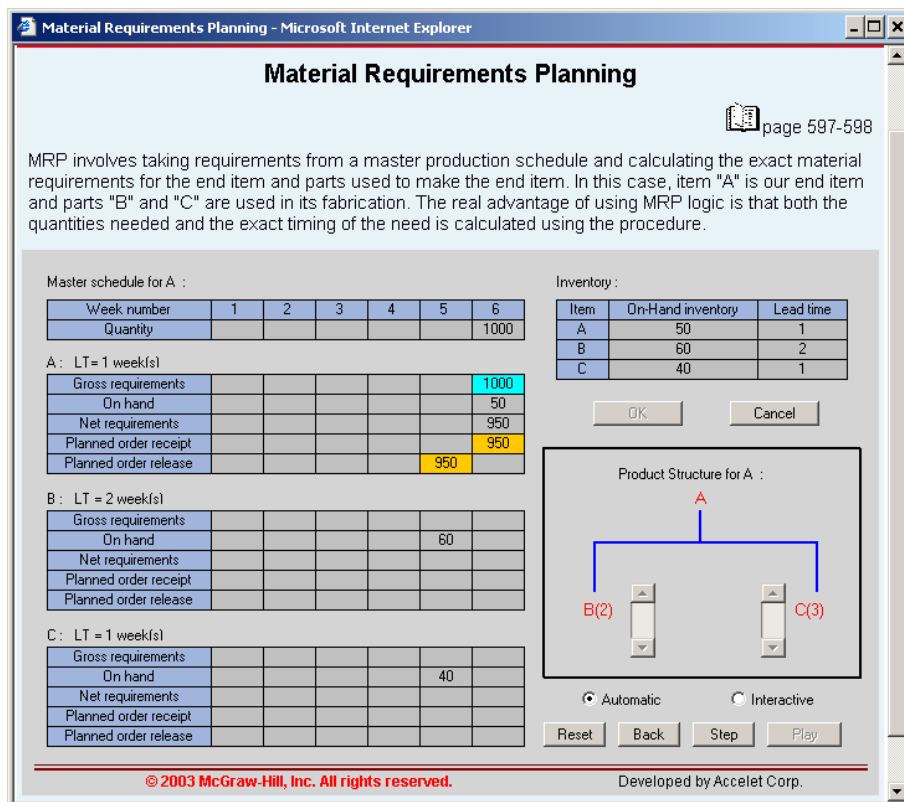 Material Requirements Planning - Microsoft Internet Explorer
Material Requirements Planning
page 597-598
MRP involves taking requirements from a master production schedule and calculating the exact material
requirements for the end item and parts used to make the end item. In this case, item "A" is our end item
and parts "B" and "C" are used in its fabrication. The real advantage of using MRP logic is that both the
quantities needed and the exact timing of the need is calculated using the procedure.
Master schedule for A :
Week number 1 2 3 4 5 6
Quantity 1000
A : LT= 1 week(s)
Gross requirements 1000
On hand 50
Net requirements 950
Planned order receipt 950
Planned order release 950
B : LT = 2 week(s)
Gross requirements
On hand 60
Net requirements
Planned order receipt
Planned order release
C : LT = 1 week(s)
Gross requirements
On hand 40
Net requirements
Planned order receipt
Planned order release
Inventory :
Item On-Hand inventory Lead time
A 50 1
B 60 2
C 40 1
OK Cancel
Product Structure for A :
A
B(2) C(3)
Automatic Interactive
Reset Back Step Play
© 2003 McGraw-Hill, Inc. All rights reserved. Developed by Accelet Corp.